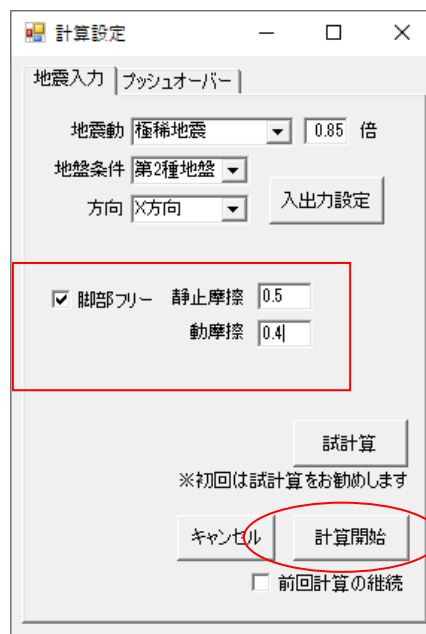 計算設定
地震入力 プッシュオーバー
地震動 極稀地震 0.85 倍
地盤条件 第2種地盤
方向 X方向 入出力設定
脚部フリー 静止摩擦 0.5
動摩擦 0.4
試計算
※初回は試計算をお勧めします
キャンセル 計算開始
前回計算の継続